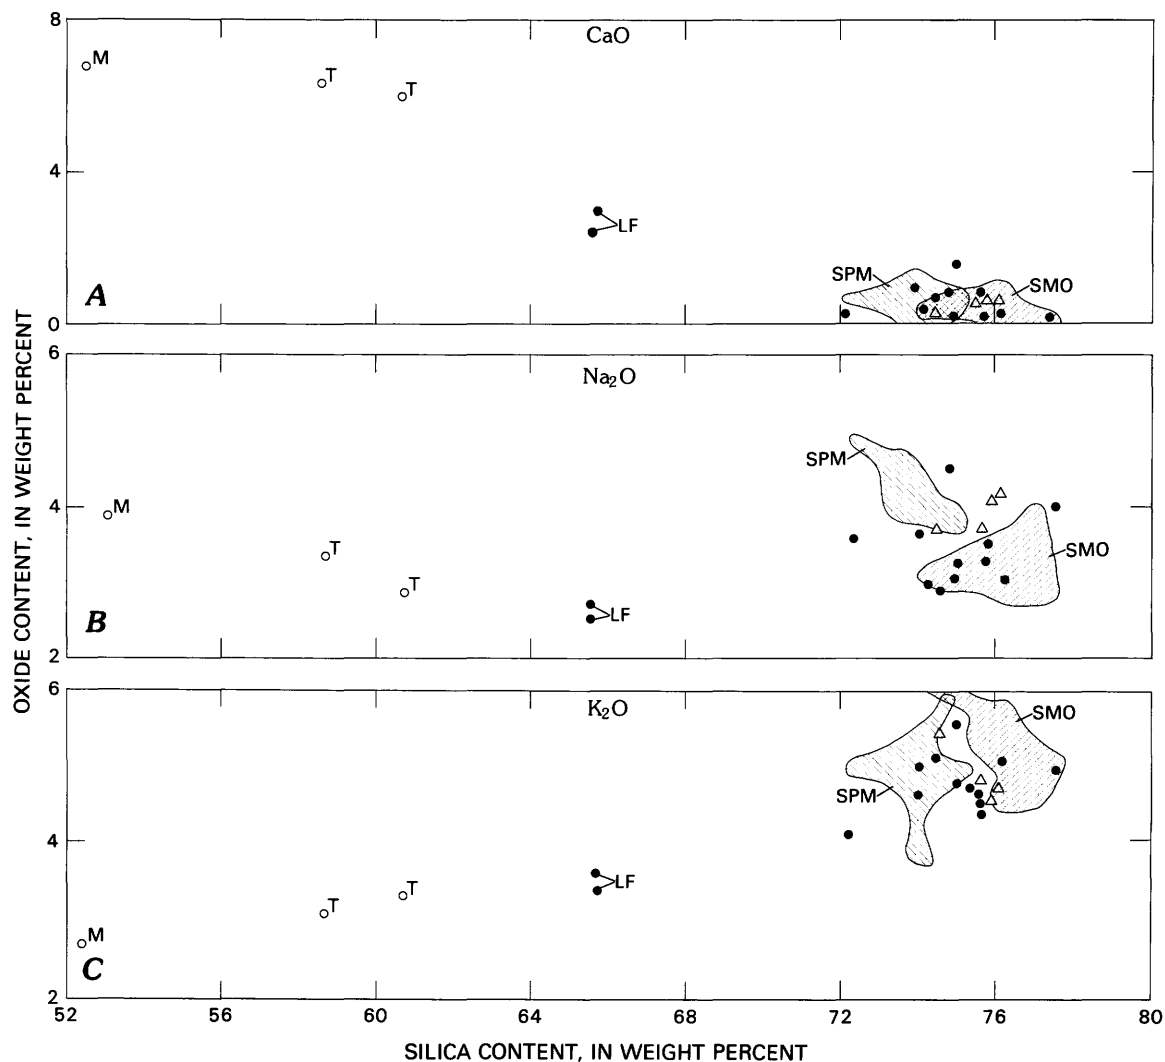 OXIDE CONTENT, IN WEIGHT PERCENT
8
4
0
CaO
M
T
T
LF
SPM
SMO
A
6
4
2
Na₂O
M
T
T
LF
SPM
SMO
B
6
4
2
K₂O
M
T
T
LF
SPM
SMO
C
52 56 60 64 68 72 76 80
SILICA CONTENT, IN WEIGHT PERCENT